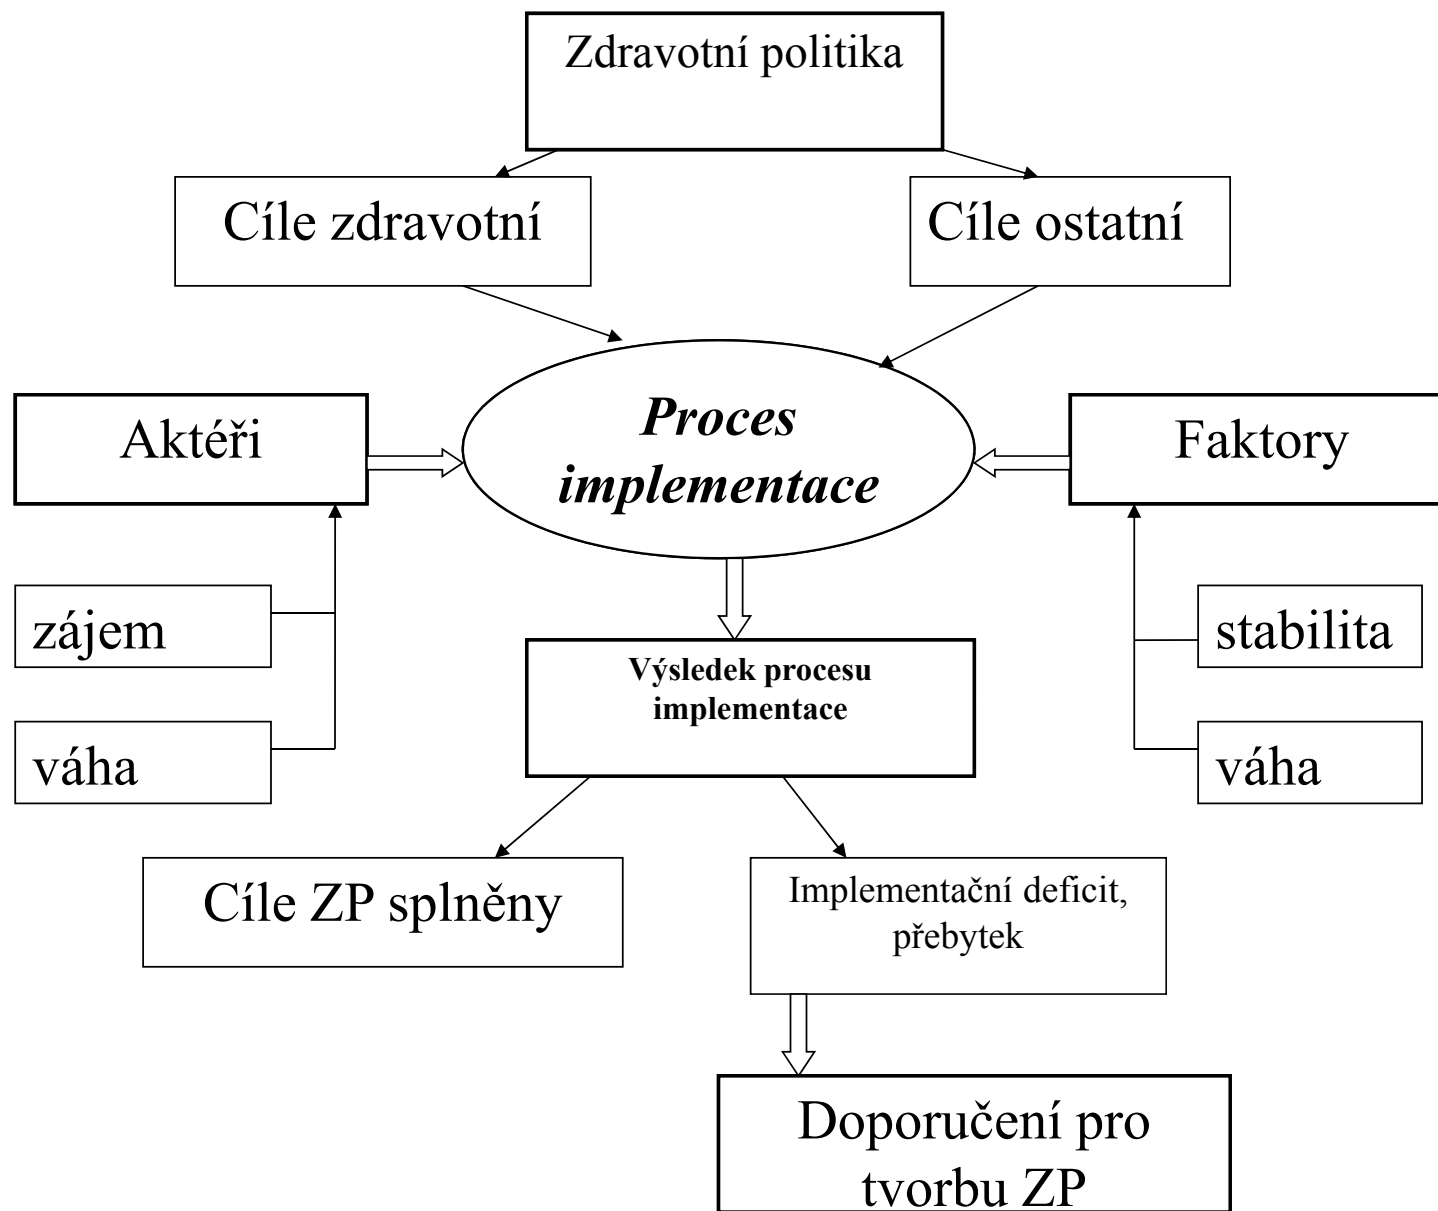 Zdravotní politika
Cíle zdravotní
Cíle ostatní
Proces
implementace
Aktéři
Faktory
zájem
stabilita
Výsledek procesu
implementace
váha
váha
Cíle ZP splněny
Implementační deficit,
přebytek
Doporučení pro
tvorbu ZP